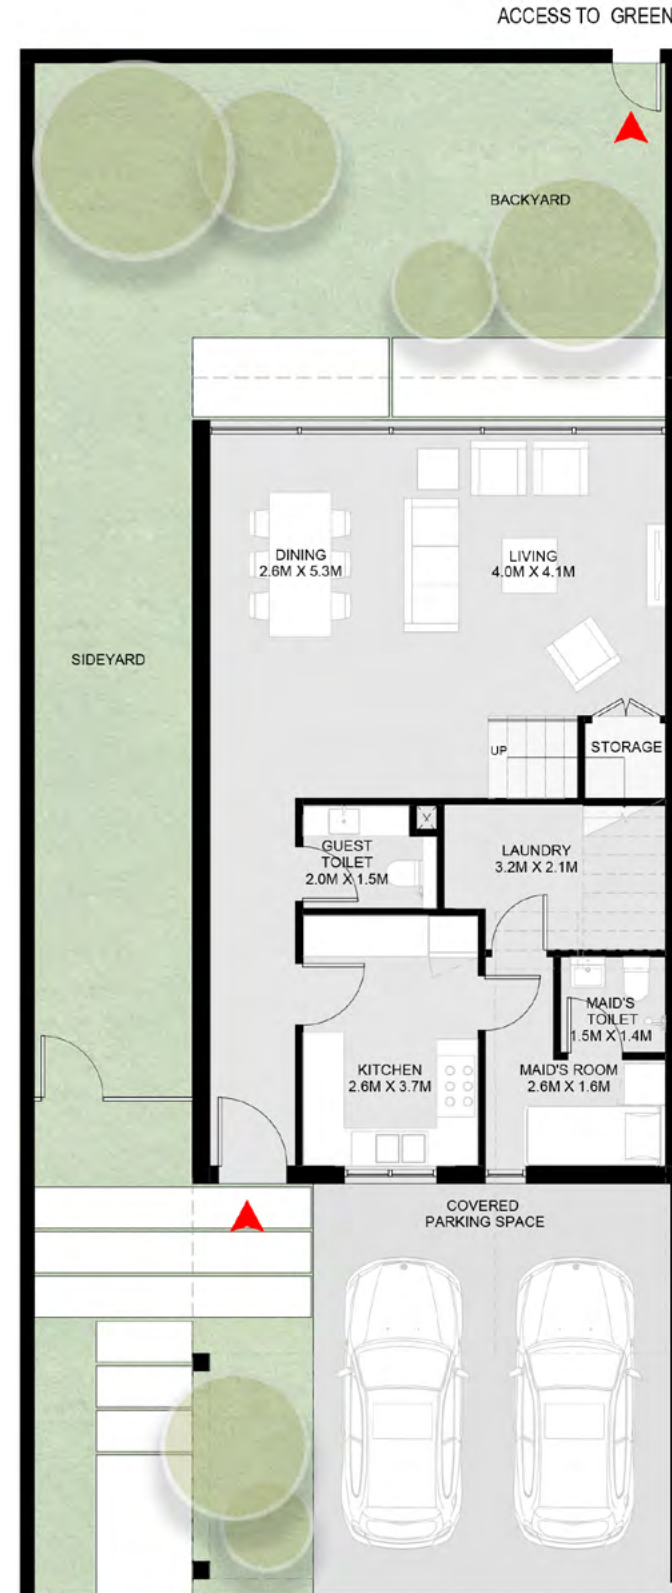 ACCESS TO GREEN
BACKYARD
DINING
2.6M X 5.3M
LIVING
4.0M X 4.1M
SIDEYARD
UP
STORAGE
GUEST
TOILET
2.0M X 1.5M
LAUNDRY
3.2M X 2.1M
MAID'S
TOILET
1.5M X 1.4M
KITCHEN
2.6M X 3.7M
MAID'S ROOM
2.6M X 1.6M
COVERED
PARKING SPACE